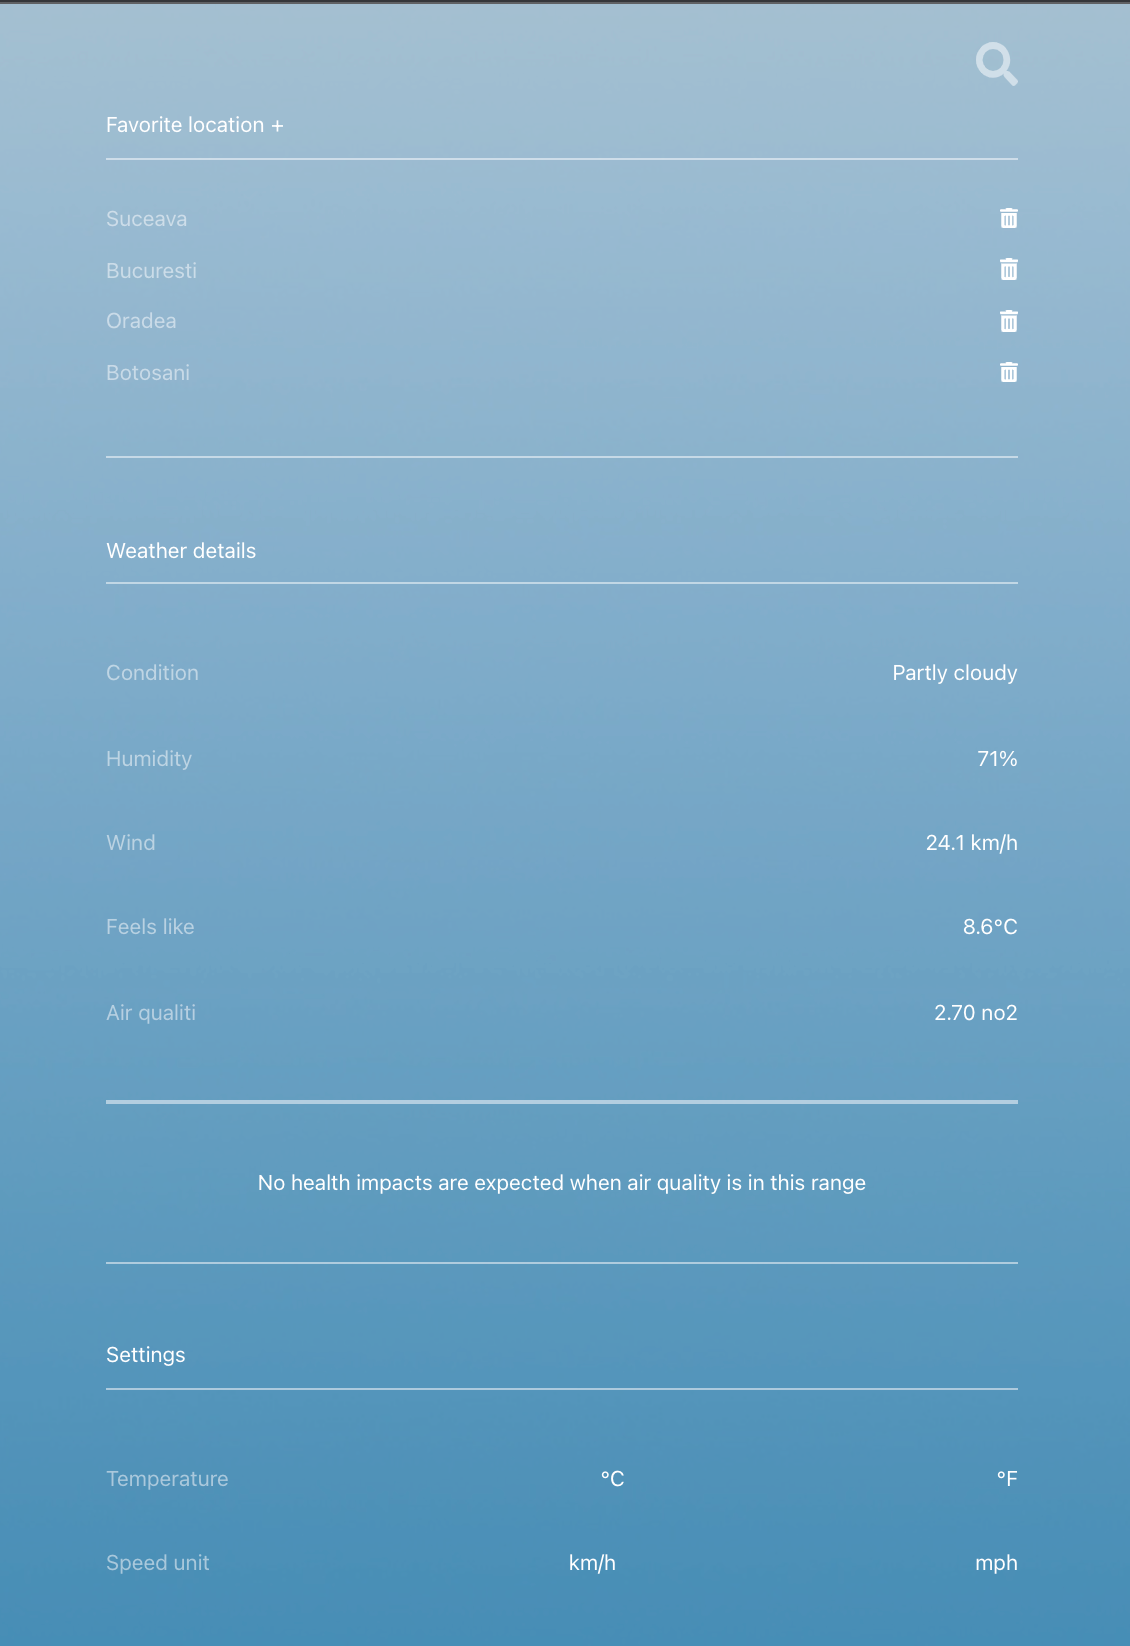 Favorite location +
Suceava
Bucuresti
Oradea
Botosani
Weather details
Condition Partly cloudy
Humidity 71%
Wind 24.1 km/h
Feels like 8.6°C
Air qualiti 2.70 no2
No health impacts are expected when air quality is in this range
Settings
Temperature °C °F
Speed unit km/h mph